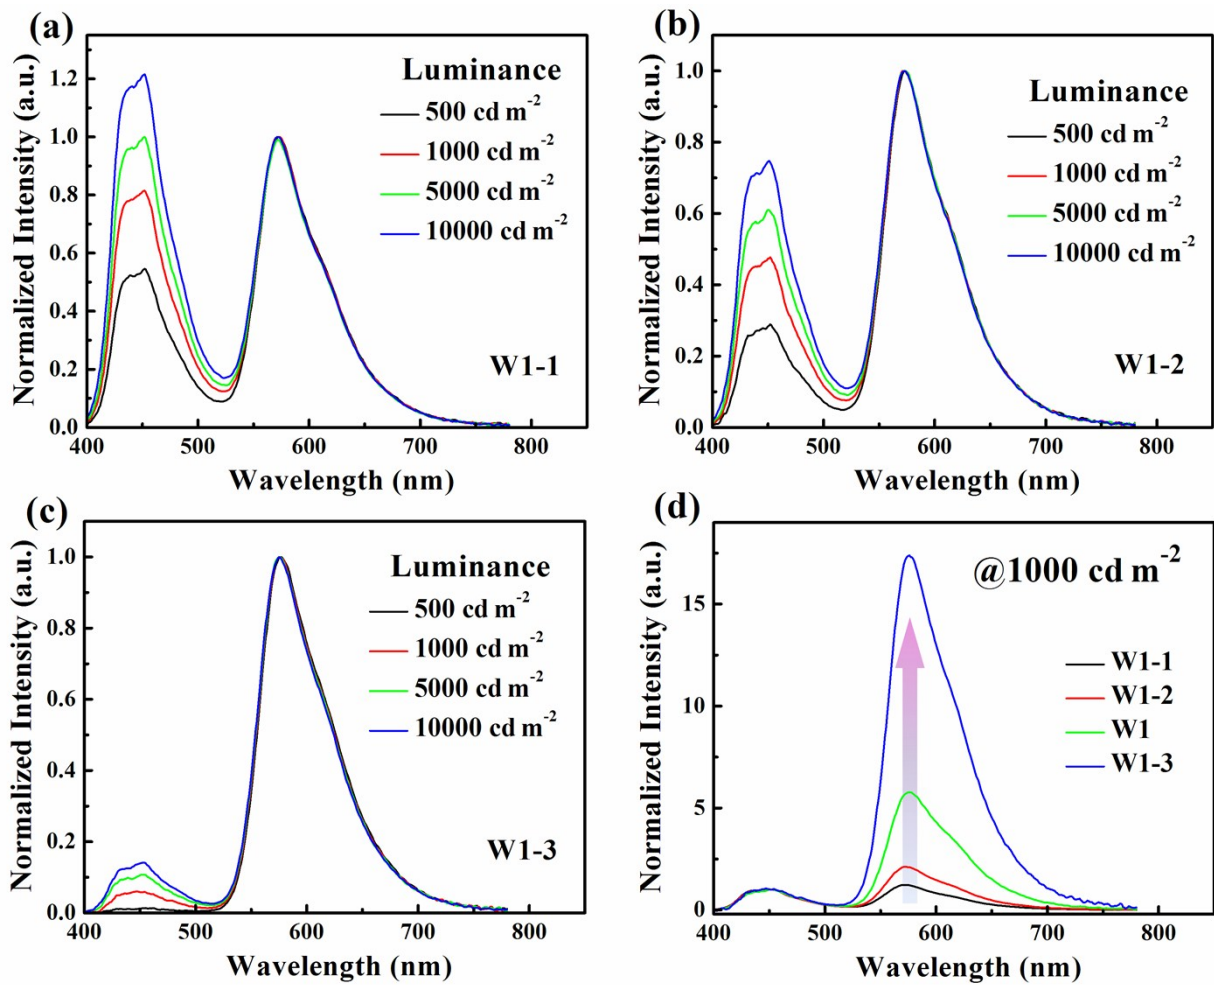 (a)
Normalized Intensity (a.u.)
1.2
1.0
0.8
0.6
0.4
0.2
0.0
Luminance
500 cd m-2
1000 cd m-2
5000 cd m-2
10000 cd m-2
W1-1
400 500 600 700 800
Wavelength (nm)
(b)
Normalized Intensity (a.u.)
1.0
0.8
0.6
0.4
0.2
0.0
Luminance
500 cd m-2
1000 cd m-2
5000 cd m-2
10000 cd m-2
W1-2
400 500 600 700 800
Wavelength (nm)
(c)
Normalized Intensity (a.u.)
1.0
0.8
0.6
0.4
0.2
0.0
Luminance
500 cd m-2
1000 cd m-2
5000 cd m-2
10000 cd m-2
W1-3
400 500 600 700 800
Wavelength (nm)
(d)
Normalized Intensity (a.u.)
15
10
5
0
@1000 cd m-2
W1-1
W1-2
W1
W1-3
400 500 600 700 800
Wavelength (nm)